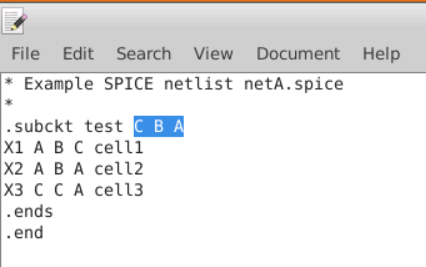 File Edit Search View Document Help
* Example SPICE netlist netA.spice
*
.subckt test C B A
X1 A B C cell1
X2 A B A cell2
X3 C C A cell3
.ends
.end